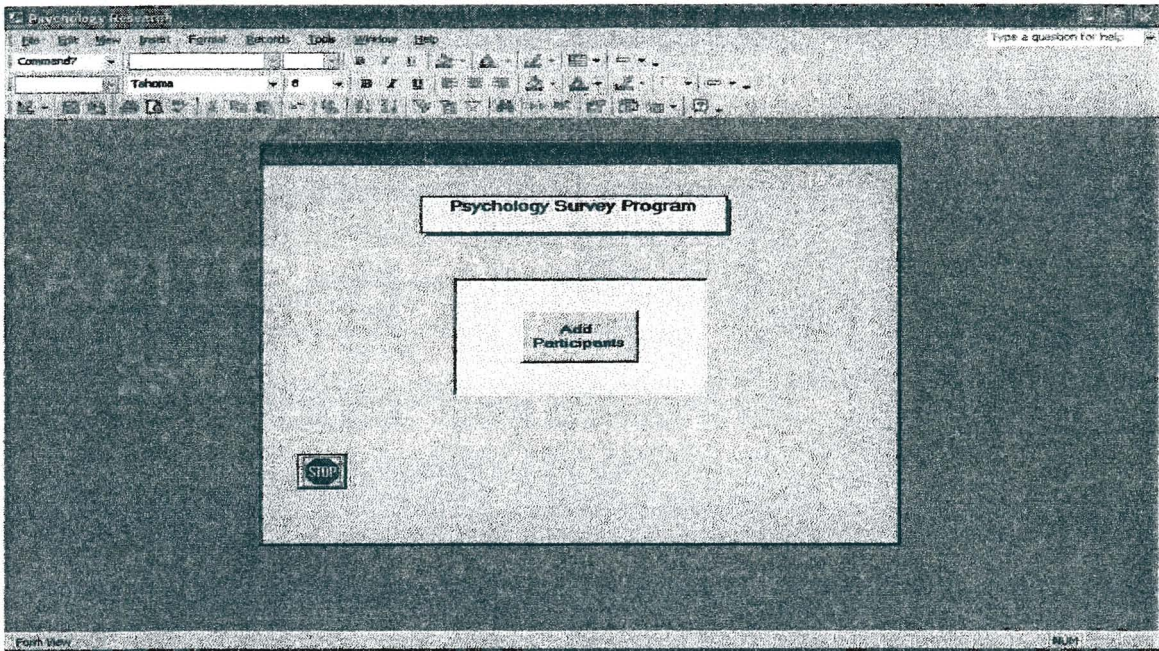 Psychology Research
File Edit View Insert Format Records Tools Window Help
Type a question for help
Command7
B I U
Tahoma 8 B I U
Psychology Survey Program
Add
Participants
STOP
Form View NUM